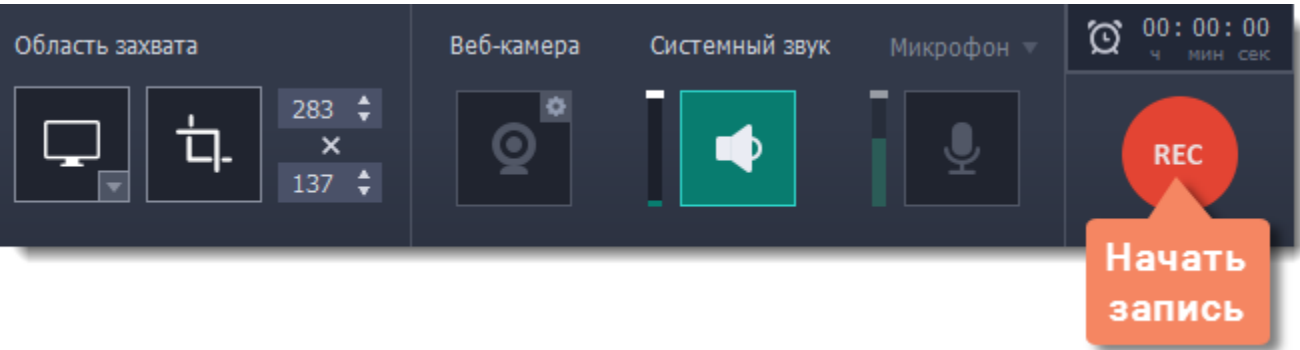 Область захвата
Веб-камера
Системный звук
Микрофон
00:00:00
ч мин сек
283
×
137
REC
Начать
запись